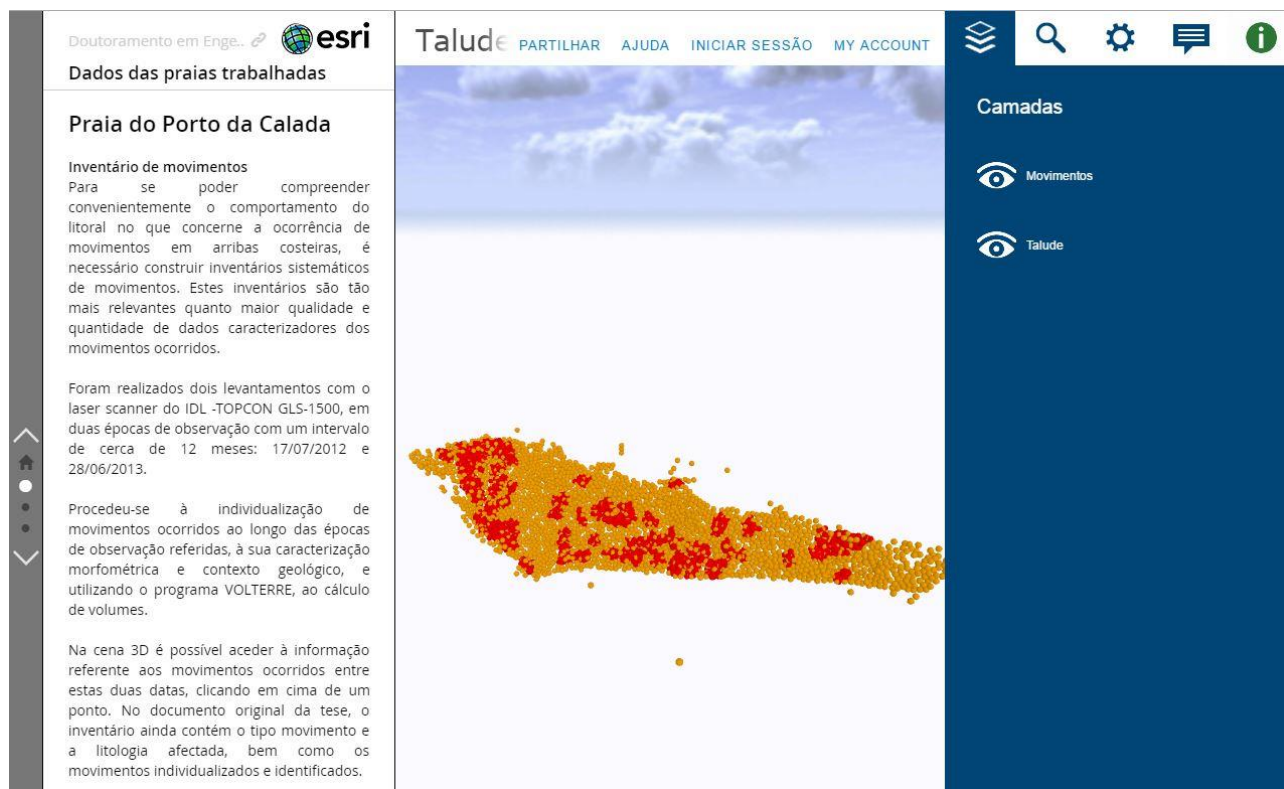 Doutoramento em Enge..
esri
Dados das praias trabalhadas
Praia do Porto da Calada
Inventário de movimentos
Para se poder compreender
convenientemente o comportamento do
litoral no que concerne a ocorrência de
movimentos em arribas costeiras, é
necessário construir inventários sistemáticos
de movimentos. Estes inventários são tão
mais relevantes quanto maior qualidade e
quantidade de dados caracterizadores dos
movimentos ocorridos.
Foram realizados dois levantamentos com o
laser scanner do IDL -TOPCON GLS-1500, em
duas épocas de observação com um intervalo
de cerca de 12 meses: 17/07/2012 e
28/06/2013.
Procedeu-se à individualização de
movimentos ocorridos ao longo das épocas
de observação referidas, à sua caracterização
morfométrica e contexto geológico, e
utilizando o programa VOLTERRE, ao cálculo
de volumes.
Na cena 3D é possível aceder à informação
referente aos movimentos ocorridos entre
estas duas datas, clicando em cima de um
ponto. No documento original da tese, o
inventário ainda contém o tipo movimento e
a litologia afectada, bem como os
movimentos individualizados e identificados.
Talude PARTILHAR AJUDA INICIAR SESSÃO MY ACCOUNT
Camadas
Movimentos
Talude